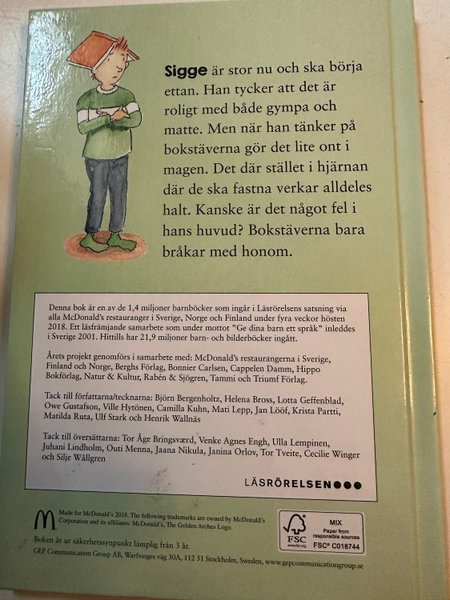 Sigge är stor nu och ska börja
ettan. Han tycker att det är
roligt med både gympa och
matte. Men när han tänker på
bokstäverna gör det lite ont i
magen. Det där stället i hjärnan
där de ska fastna verkar alldeles
halt. Kanske är det något fel i
hans huvud? Bokstäverna bara
bråkar med honom.
Denna bok är en av de 1,4 miljoner barnböcker som ingår i Läsrörelsens satsning via
alla McDonald's restauranger i Sverige, Norge och Finland under fyra veckor hösten
2018. Ett läsfrämjande samarbete som under mottot "Ge dina barn ett språk" inleddes
i Sverige 2001. Hittills har 21,9 miljoner barn- och bilderböcker ingått.
Årets projekt genomförs i samarbete med: McDonald's restaurangerna i Sverige,
Finland och Norge, Berghs Förlag, Bonnier Carlsen, Cappelen Damm, Hippo
Bokförlag, Natur & Kultur, Rabén & Sjögren, Tammi och Triumf Förlag.
Tack till författarna/tecknarna: Björn Bergenholtz, Helena Bross, Lotta Geffenblad,
Owe Gustafson, Ville Hytönen, Camilla Kuhn, Mati Lepp, Jan Lööf, Krista Partti,
Matilda Ruta, Ulf Stark och Henrik Wallnäs
Tack till översättarna: Tor Åge Bringsværd, Venke Agnes Engh, Ulla Lempinen,
Juhani Lindholm, Outi Menna, Jaana Nikula, Janina Orlov, Tor Tveite, Cecilie Winger
och Silje Wållgren
LÄSRÖRELSEN
Made for McDonald's 2018. The following trademarks are owned by McDonald's
Corporation and its affiliates: McDonald's, The Golden Arches Logo.
Boken är ur säkerhetssynpunkt lämplig från 3 år.
GEP Communication Group AB, Warfvinges väg 30A, 112 51 Stockholm, Sweden, www.gepcommunicationgroup.se
FSC
www.fsc.org
MIX
Paper from
responsible sources
FSC® C018744